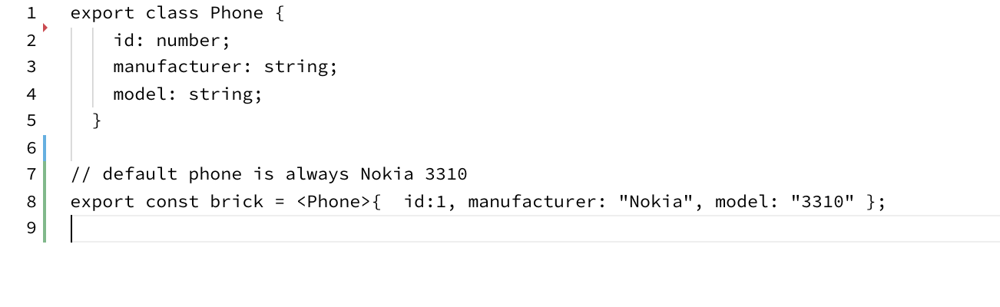 1 export class Phone {
2 id: number;
3 manufacturer: string;
4 model: string;
5 }
6
7 // default phone is always Nokia 3310
8 export const brick = <Phone>{  id:1, manufacturer: "Nokia", model: "3310" };
9